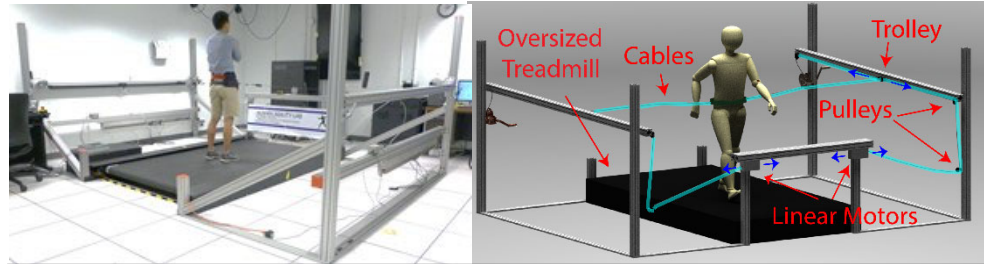 Oversized
Treadmill
Cables
Trolley
Pulleys
Linear Motors